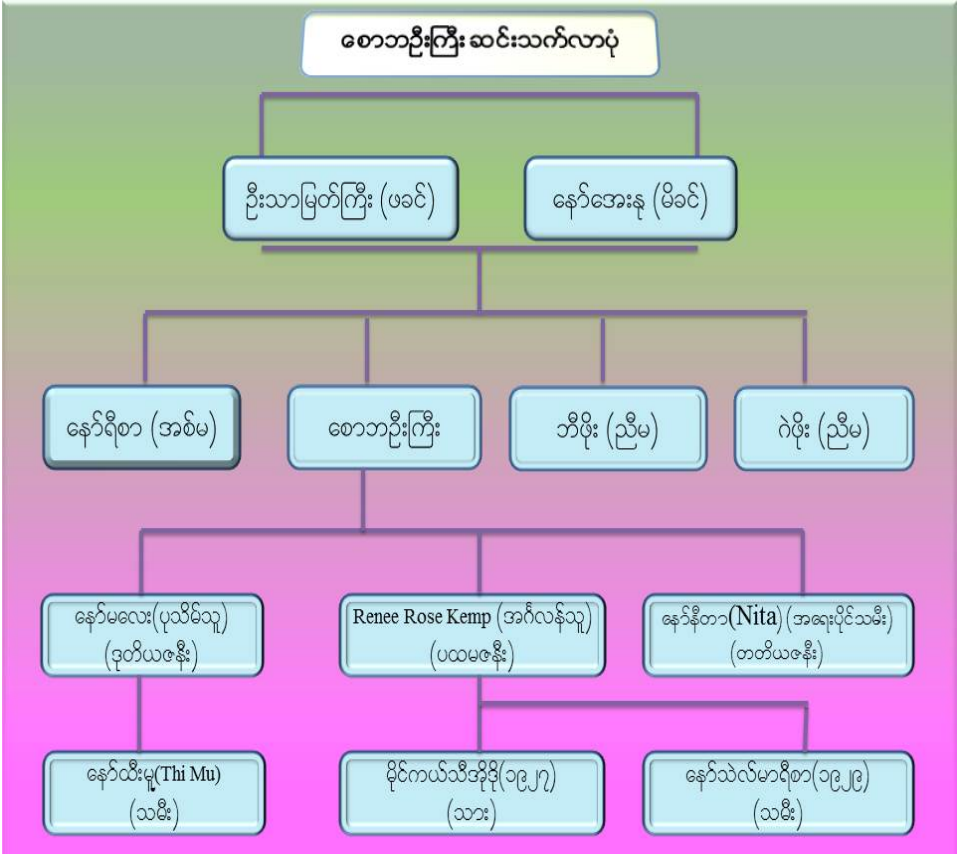 စောဘဦးကြီး ဆင်းသက်လာပုံ
ဦးသာမြတ်ကြီး (ဖခင်)
နော်အေးနု (မိခင်)
နော်ရီစာ (အစ်မ)
စောဘဦးကြီး
ဘီဖိုး (ညီမ)
ဂဲဖိုး (ညီမ)
နော်မလေး(ပုသိမ်သူ)
(ဒုတိယဇနီး)
Renee Rose Kemp (အင်္ဂလန်သူ)
(ပထမဇနီး)
နော်နီတာ(Nita) (အရေးပိုင်သမီး)
(တတိယဇနီး)
နော်ထီးမူ့(Thi Mu)
(သမီး)
မိုင်ကယ်သီအိုဒို(၁၉၂၇)
(သား)
နော်သဲလ်မာရီစာ(၁၉၂၉)
(သမီး)